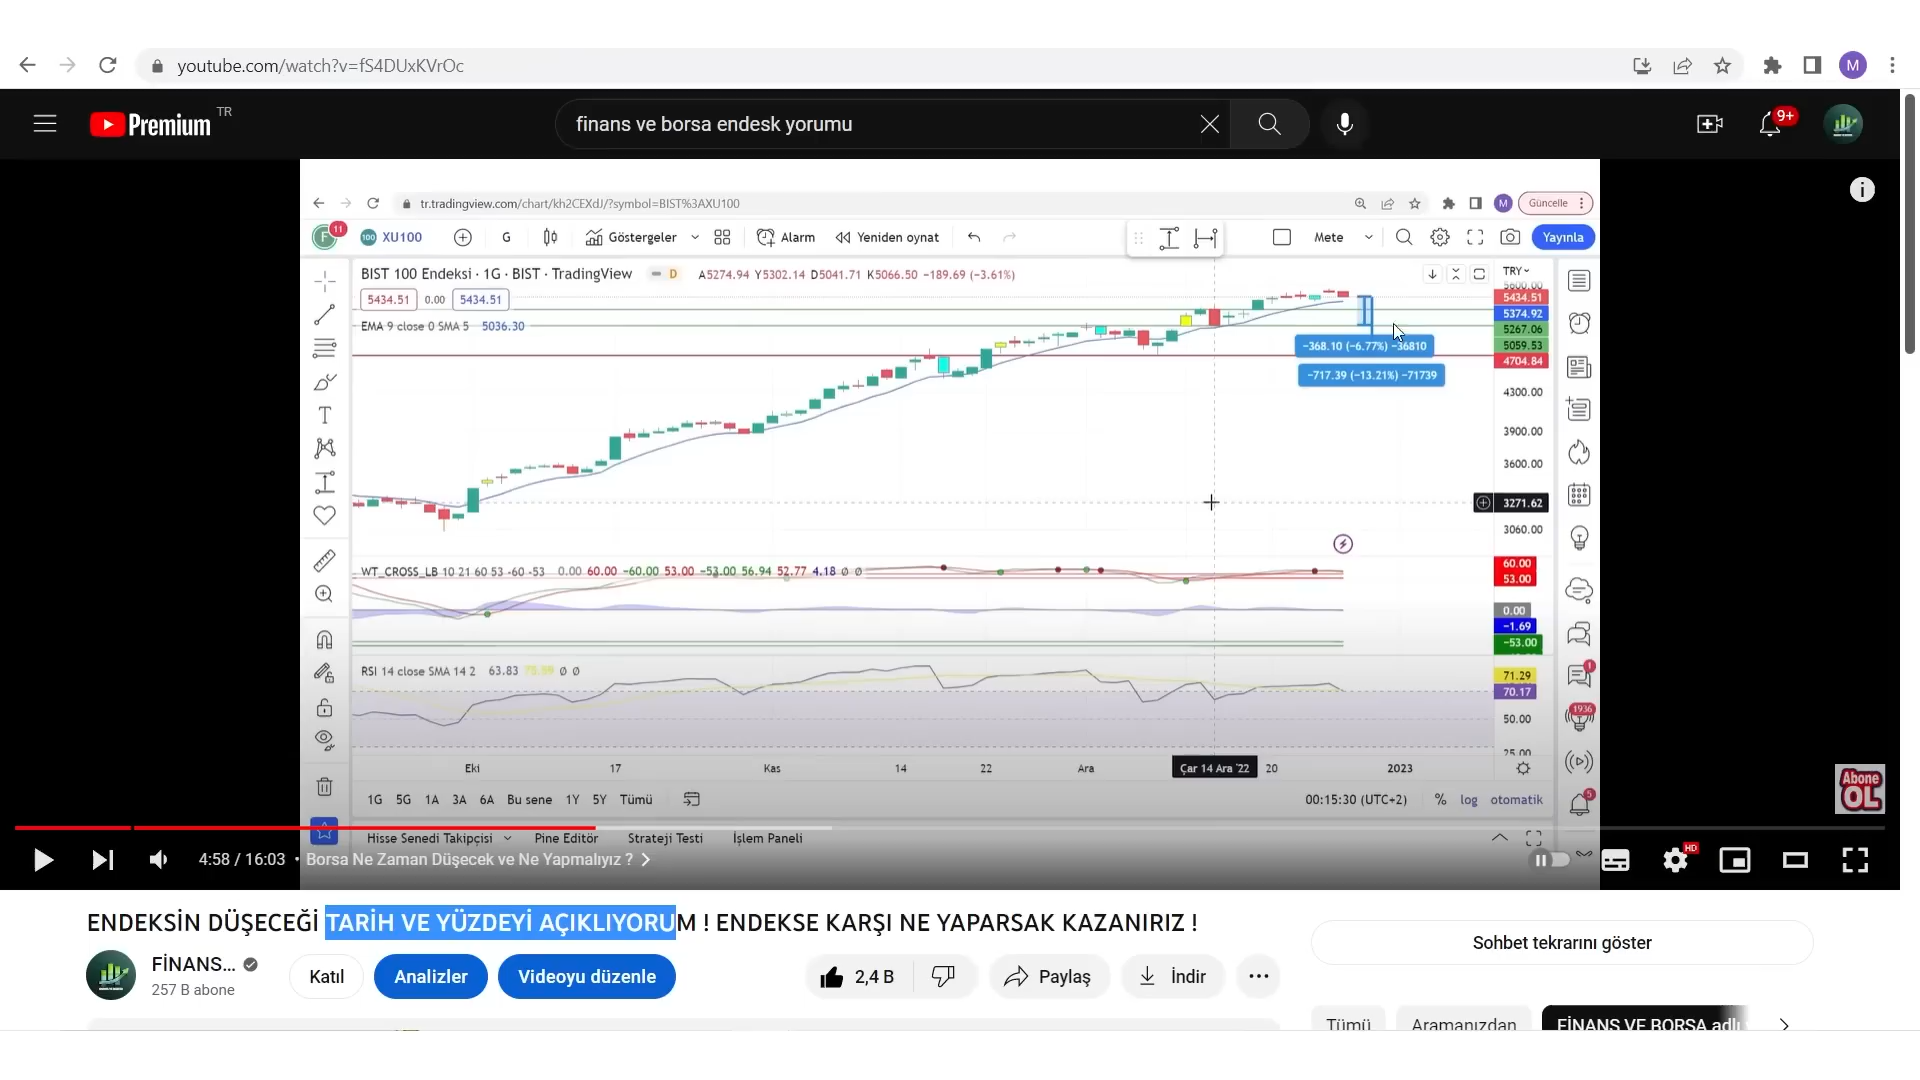 youtube.com/watch?v=fS4DUxKVrOc
M
Premium TR
finans ve borsa endesk yorumu
9+
tr.tradingview.com/chart/kh2CEXdJ/?symbol=BIST%3AXU100
M
Güncelle
F 11
100 XU100
G
Göstergeler
Alarm
Yeniden oynat
Mete
Yayınla
BIST 100 Endeksi · 1G · BIST · TradingView
D
A5274.94 Y5302.14 D5041.71 K5066.50 −189.69 (−3.61%)
TRY
5600.00
5434.51 0.00 5434.51
5434.51
5374.92
EMA 9 close 0 SMA 5 5036.30
5267.06
−368.10 (−6.77%) −36810
5059.53
4704.84
−717.39 (−13.21%) −71739
4300.00
3900.00
3600.00
3271.62
3060.00
WT_CROSS_LB 10 21 60 53 -60 -53 0.00 60.00 −60.00 53.00 −53.00 56.94 52.77 4.18 Ø Ø
60.00
53.00
0.00
−1.69
−53.00
RSI 14 close SMA 14 2 63.83 Ø Ø
71.29
70.17
50.00
25.00
1
1936
5
Eki 17 Kas 14 22 Ara Çar 14 Ara '22 20 2023
1G 5G 1A 3A 6A Bu sene 1Y 5Y Tümü
00:15:30 (UTC+2) % log otomatik
Hisse Senedi Takipçisi Pine Editör Strateji Testi İşlem Paneli
Abone
OL
4:58 / 16:03 • Borsa Ne Zaman Düşecek ve Ne Yapmalıyız ?
HD
ENDEKSİN DÜŞECEĞİ TARİH VE YÜZDEYİ AÇIKLIYORUM ! ENDEKSE KARŞI NE YAPARSAK KAZANIRIZ !
FİNANS...
257 B abone
Katıl
Analizler
Videoyu düzenle
2,4 B
Paylaş
İndir
Sohbet tekrarını göster
Tümü
Aramanızdan
FİNANS VE BORSA adlı